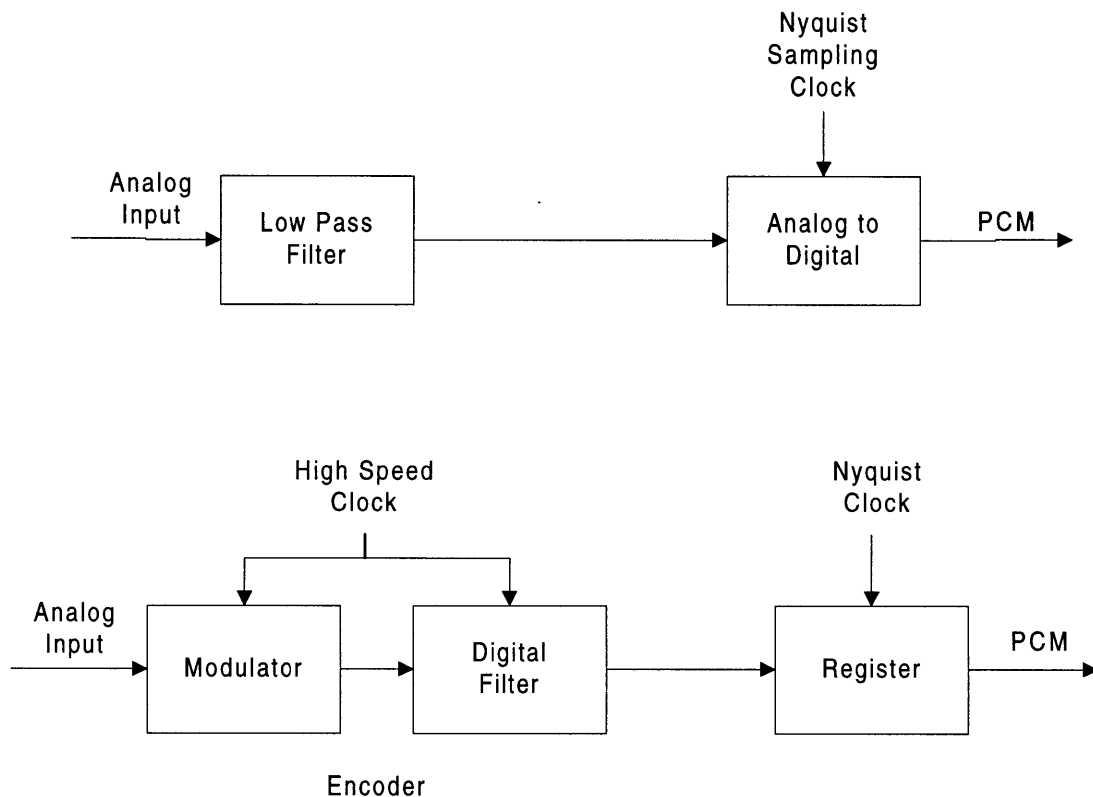 Nyquist
Sampling
Clock
Analog
Input
Low Pass
Filter
Analog to
Digital
PCM
High Speed
Clock
Nyquist
Clock
Analog
Input
Modulator
Digital
Filter
Register
PCM
Encoder